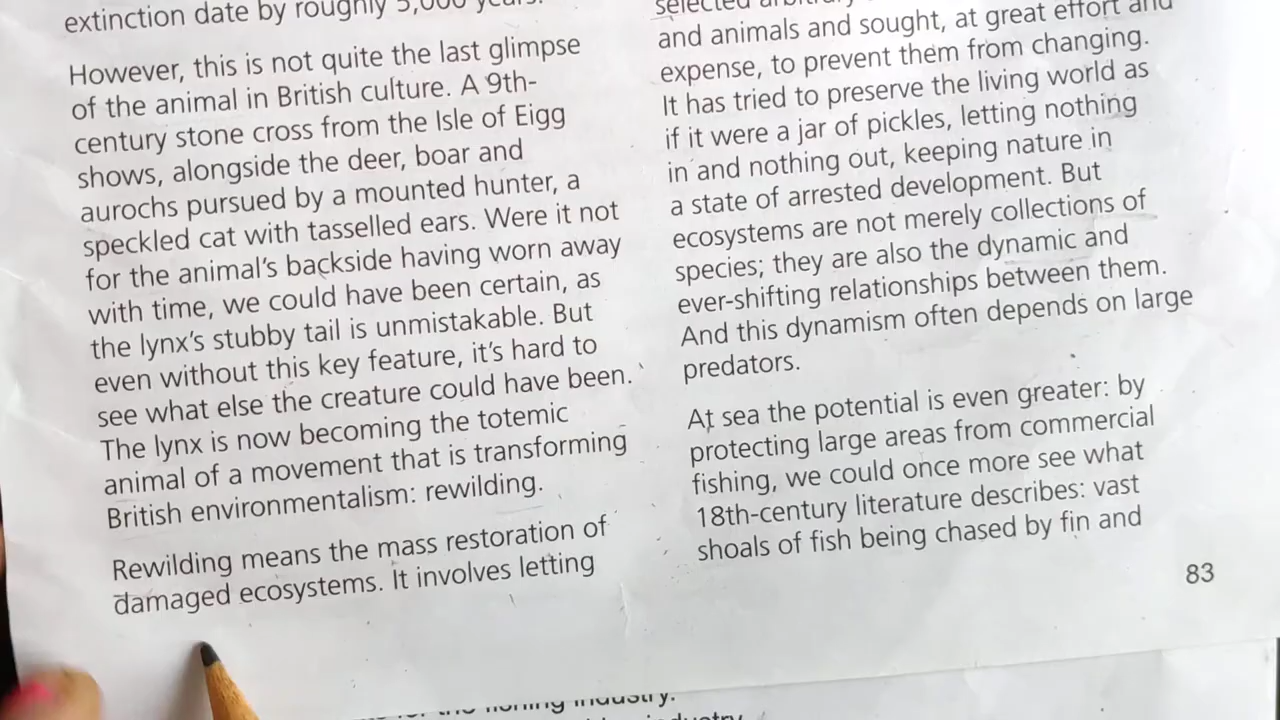 extinction date by roughly 5,000 years.
However, this is not quite the last glimpse
of the animal in British culture. A 9th-
century stone cross from the Isle of Eigg
shows, alongside the deer, boar and
aurochs pursued by a mounted hunter, a
speckled cat with tasselled ears. Were it not
for the animal's backside having worn away
with time, we could have been certain, as
the lynx's stubby tail is unmistakable. But
even without this key feature, it's hard to
see what else the creature could have been.
The lynx is now becoming the totemic
animal of a movement that is transforming
British environmentalism: rewilding.
Rewilding means the mass restoration of
damaged ecosystems. It involves letting
selected
and animals and sought, at great effort and
expense, to prevent them from changing.
It has tried to preserve the living world as
if it were a jar of pickles, letting nothing
in and nothing out, keeping nature in
a state of arrested development. But
ecosystems are not merely collections of
species; they are also the dynamic and
ever-shifting relationships between them.
And this dynamism often depends on large
predators.
At sea the potential is even greater: by
protecting large areas from commercial
fishing, we could once more see what
18th-century literature describes: vast
shoals of fish being chased by fin and
83
industry.